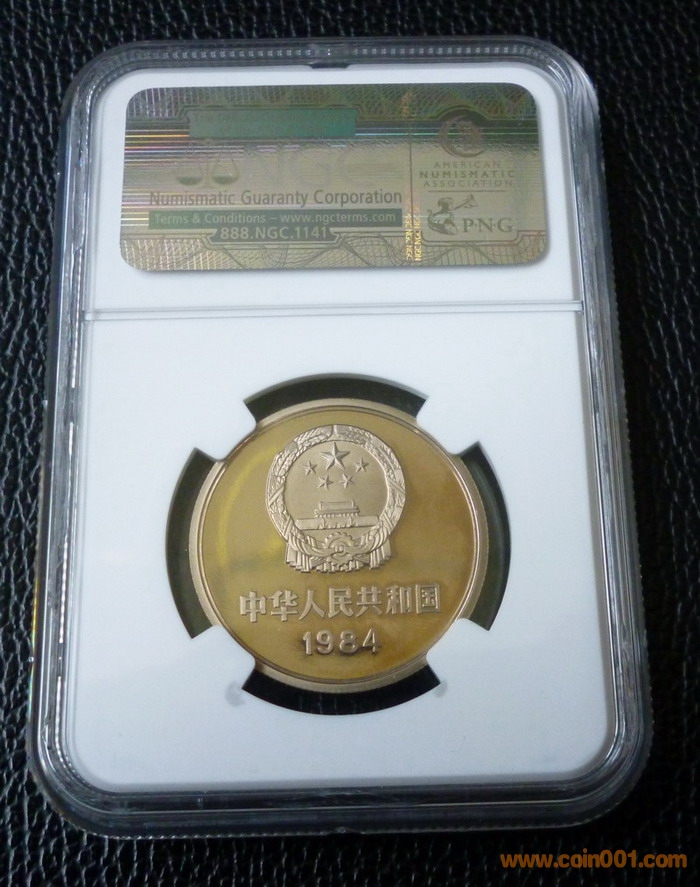 NGC
Numismatic Guaranty Corporation
Terms & Conditions – www.ngcterms.com
888.NGC.1141
AMERICAN
NUMISMATIC
ASSOCIATION
PNG
中华人民共和国
1984
www.coin001.com